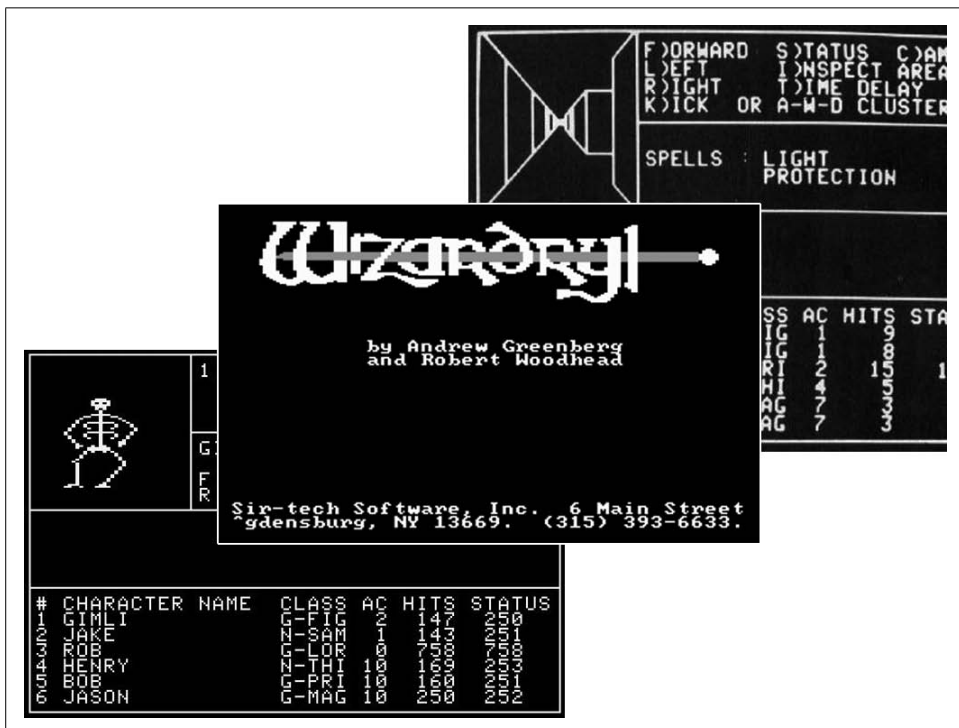 F)ORWARD S)TATUS C)AM
L)EFT I)NSPECT AREA
R)IGHT T)IME DELAY
K)ICK OR A-W-D CLUSTER
SPELLS : LIGHT
PROTECTION
SS AC HITS STA
IG 1 9
IG 1 8
RI 2 15 1
HI 4 5
AG 7 3
AG 7 3
Wizardry
by Andrew Greenberg
and Robert Woodhead
Sir-tech Software, Inc. 6 Main Street
^gdensburg, NY 13669. (315) 393-6633.
1
G
F
R
# CHARACTER NAME CLASS AC HITS STATUS
1 GIMLI G-FIG 2 147 250
2 JAKE N-SAM 1 143 251
3 ROB G-LOR 0 758 758
4 HENRY N-THI 10 169 253
5 BOB G-PRI 10 160 251
6 JASON G-MAG 10 250 252